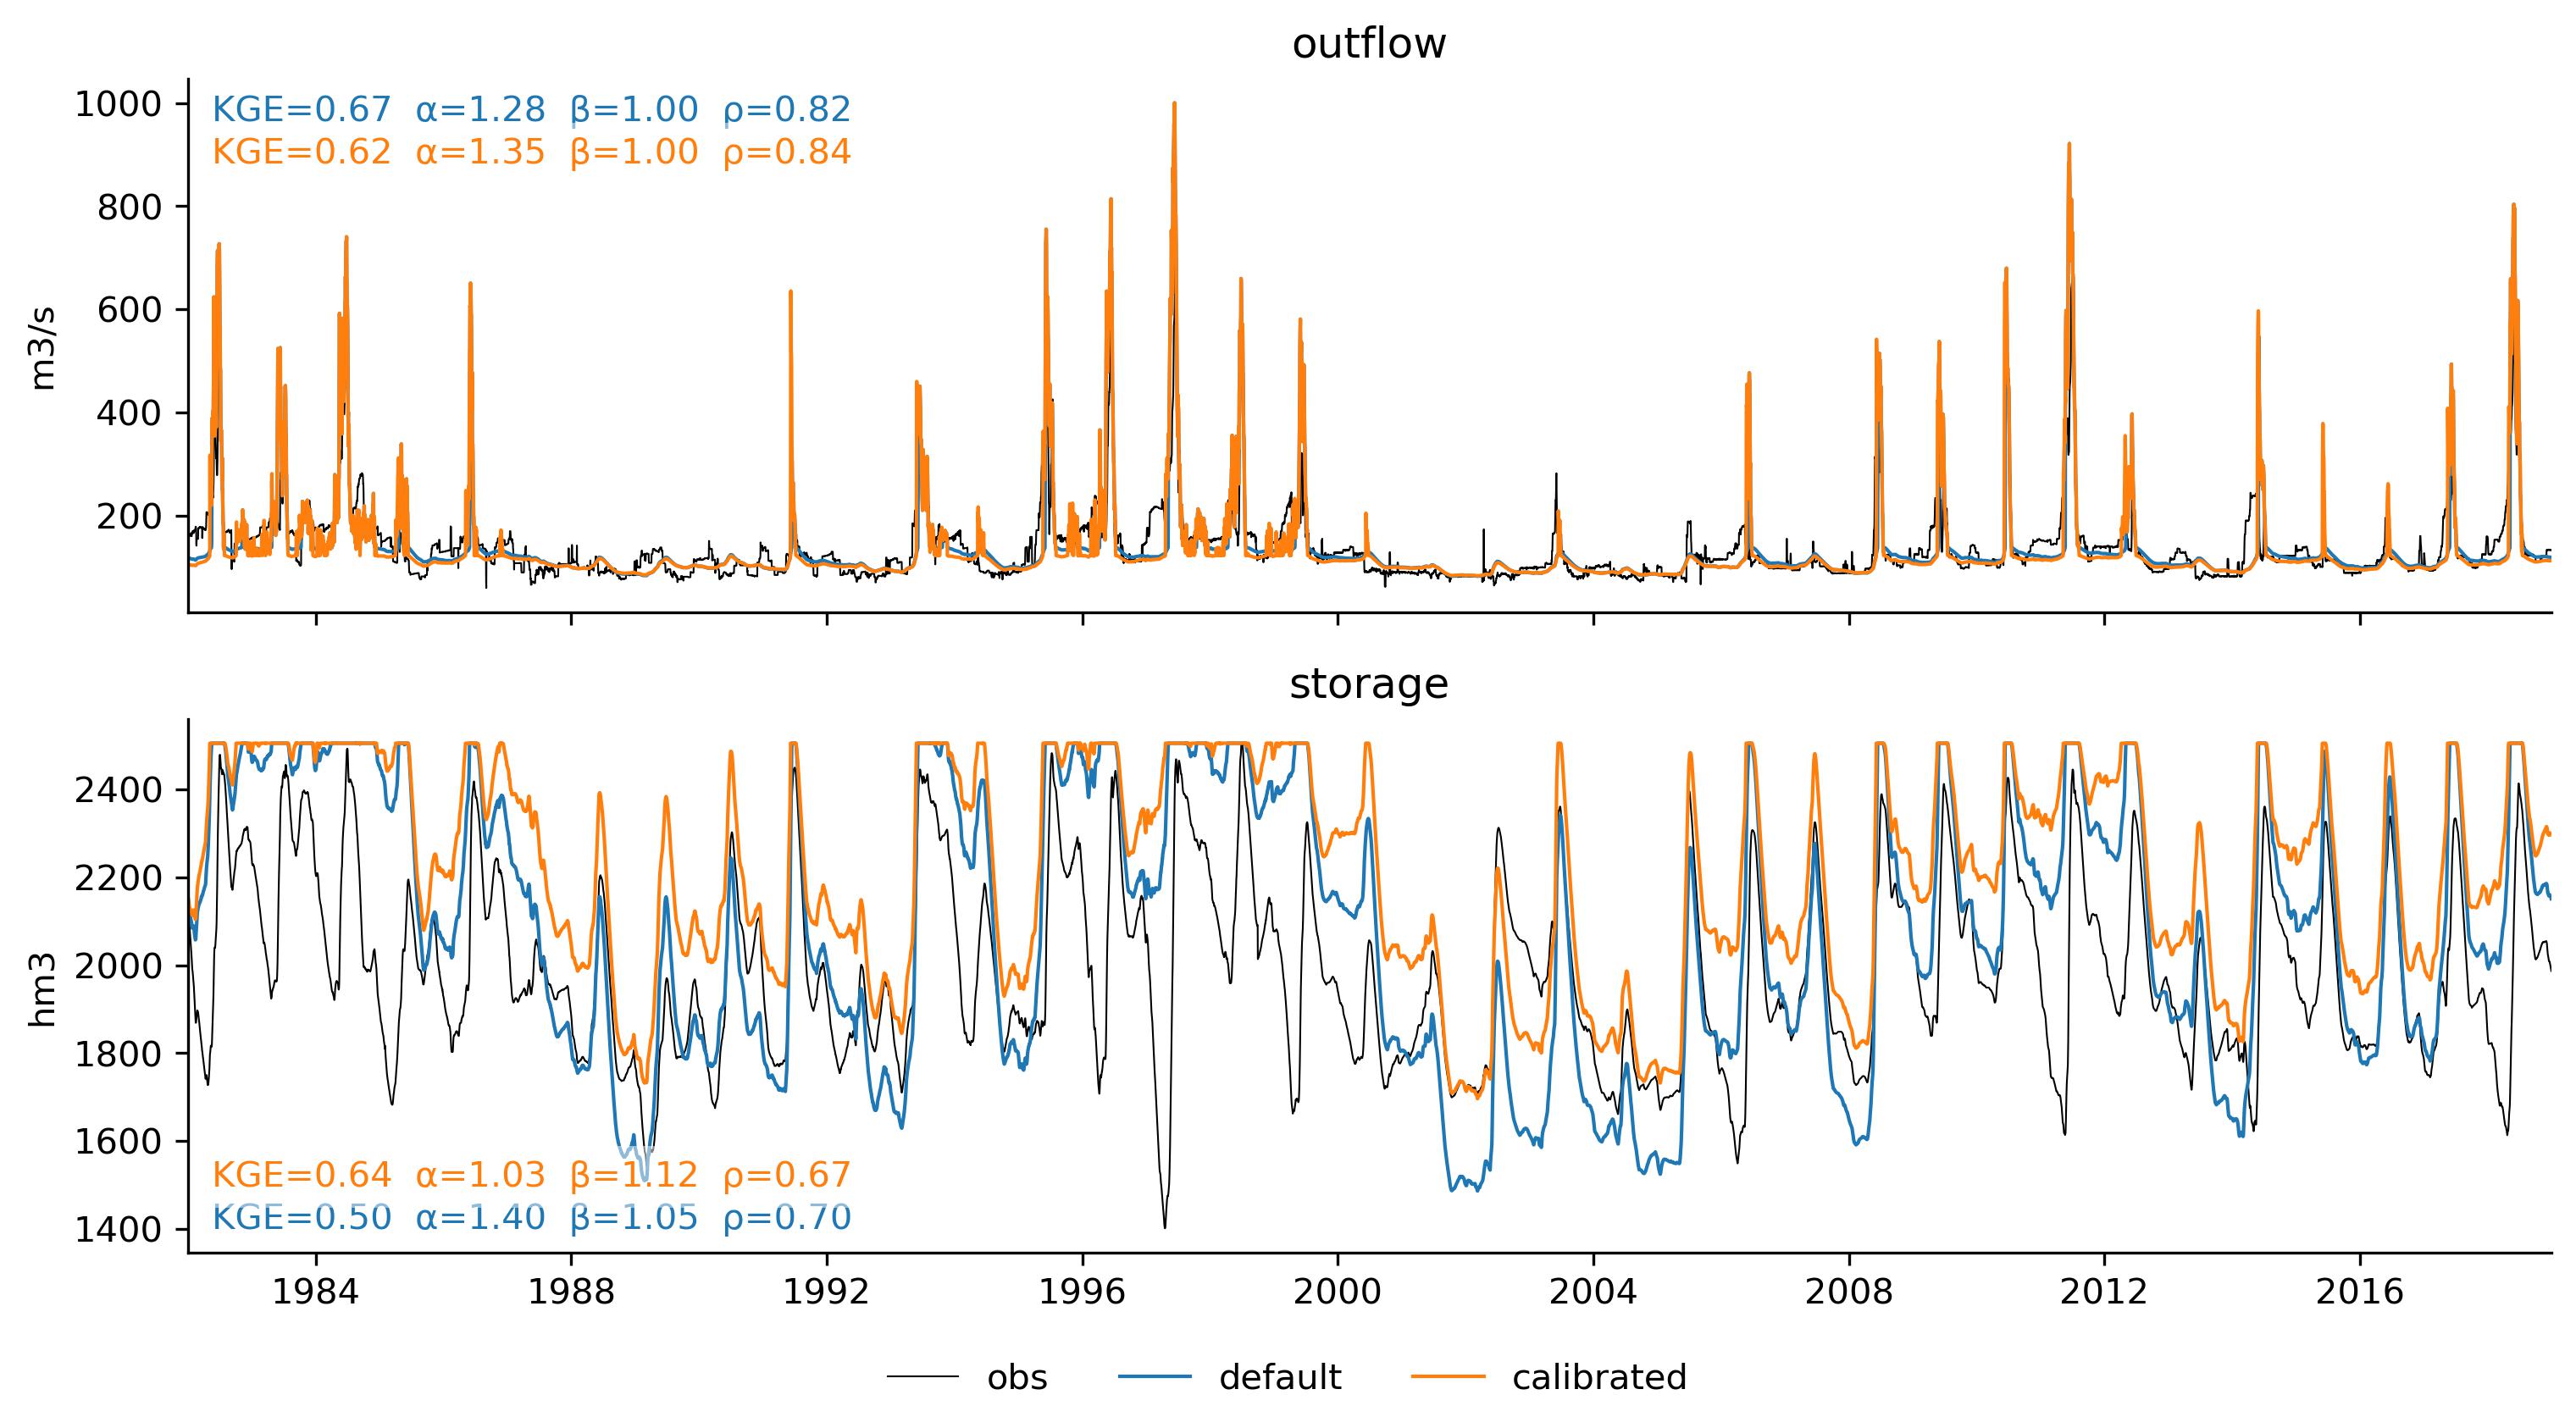 outflow
KGE=0.67 α=1.28 β=1.00 ρ=0.82
KGE=0.62 α=1.35 β=1.00 ρ=0.84
1000
800
600
400
200
m3/s
storage
2400
2200
2000
1800
1600
1400
hm3
KGE=0.64 α=1.03 β=1.12 ρ=0.67
KGE=0.50 α=1.40 β=1.05 ρ=0.70
1984 1988 1992 1996 2000 2004 2008 2012 2016
obs default calibrated